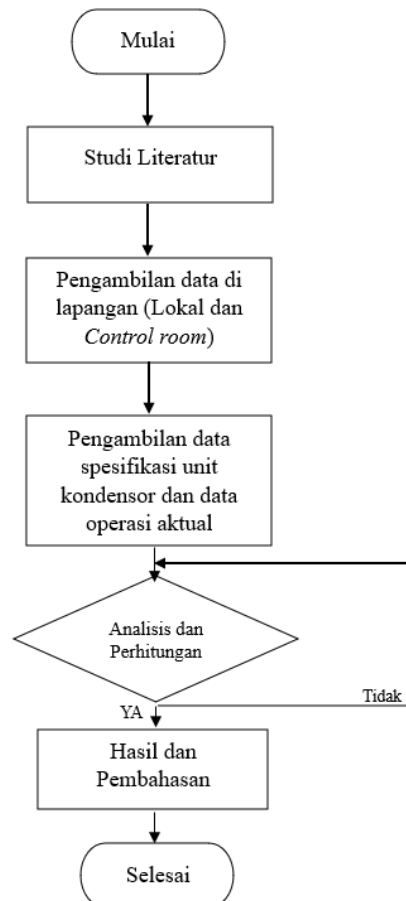 Mulai
Studi Literatur
Pengambilan data di
lapangan (Lokal dan
Control room)
Pengambilan data
spesifikasi unit
kondensor dan data
operasi aktual
Analisis dan
Perhitungan
Tidak
YA
Hasil dan
Pembahasan
Selesai